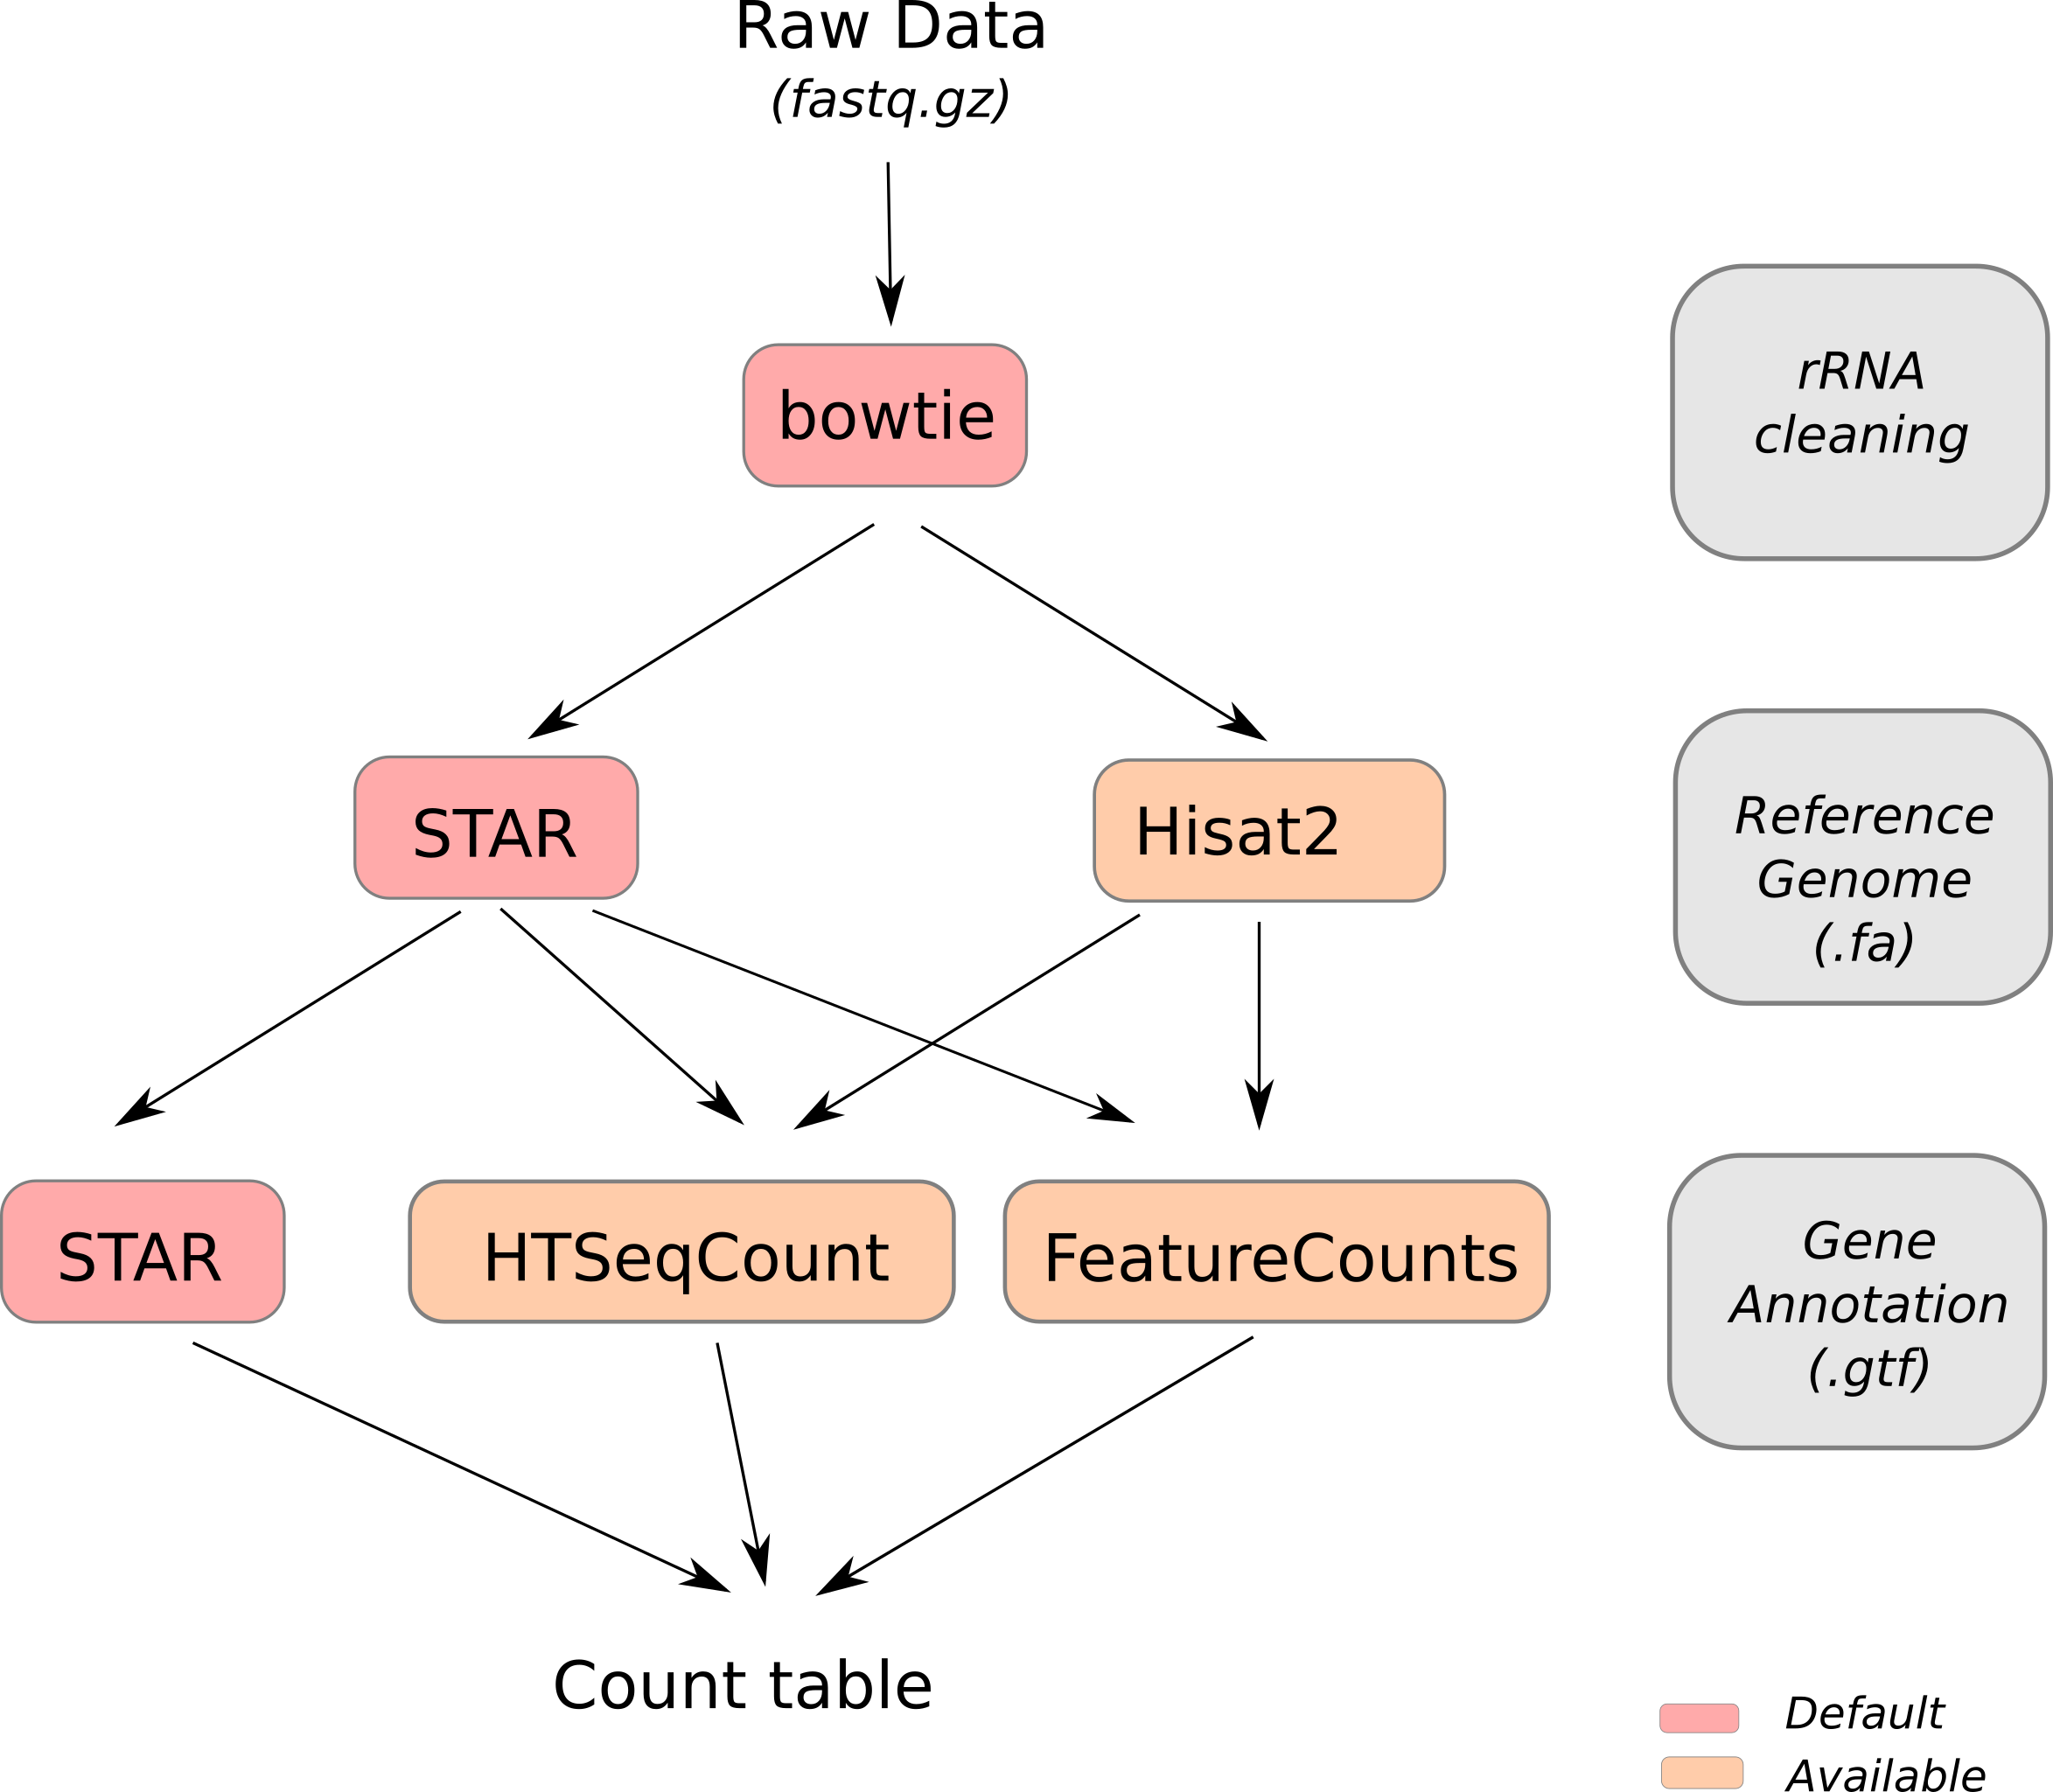 Raw Data
(fastq.gz)
bowtie
rRNA
cleaning
STAR
Hisat2
Reference
Genome
(.fa)
STAR
HTSeqCount
FeatureCounts
Gene
Annotation
(.gtf)
Count table
Default
Available